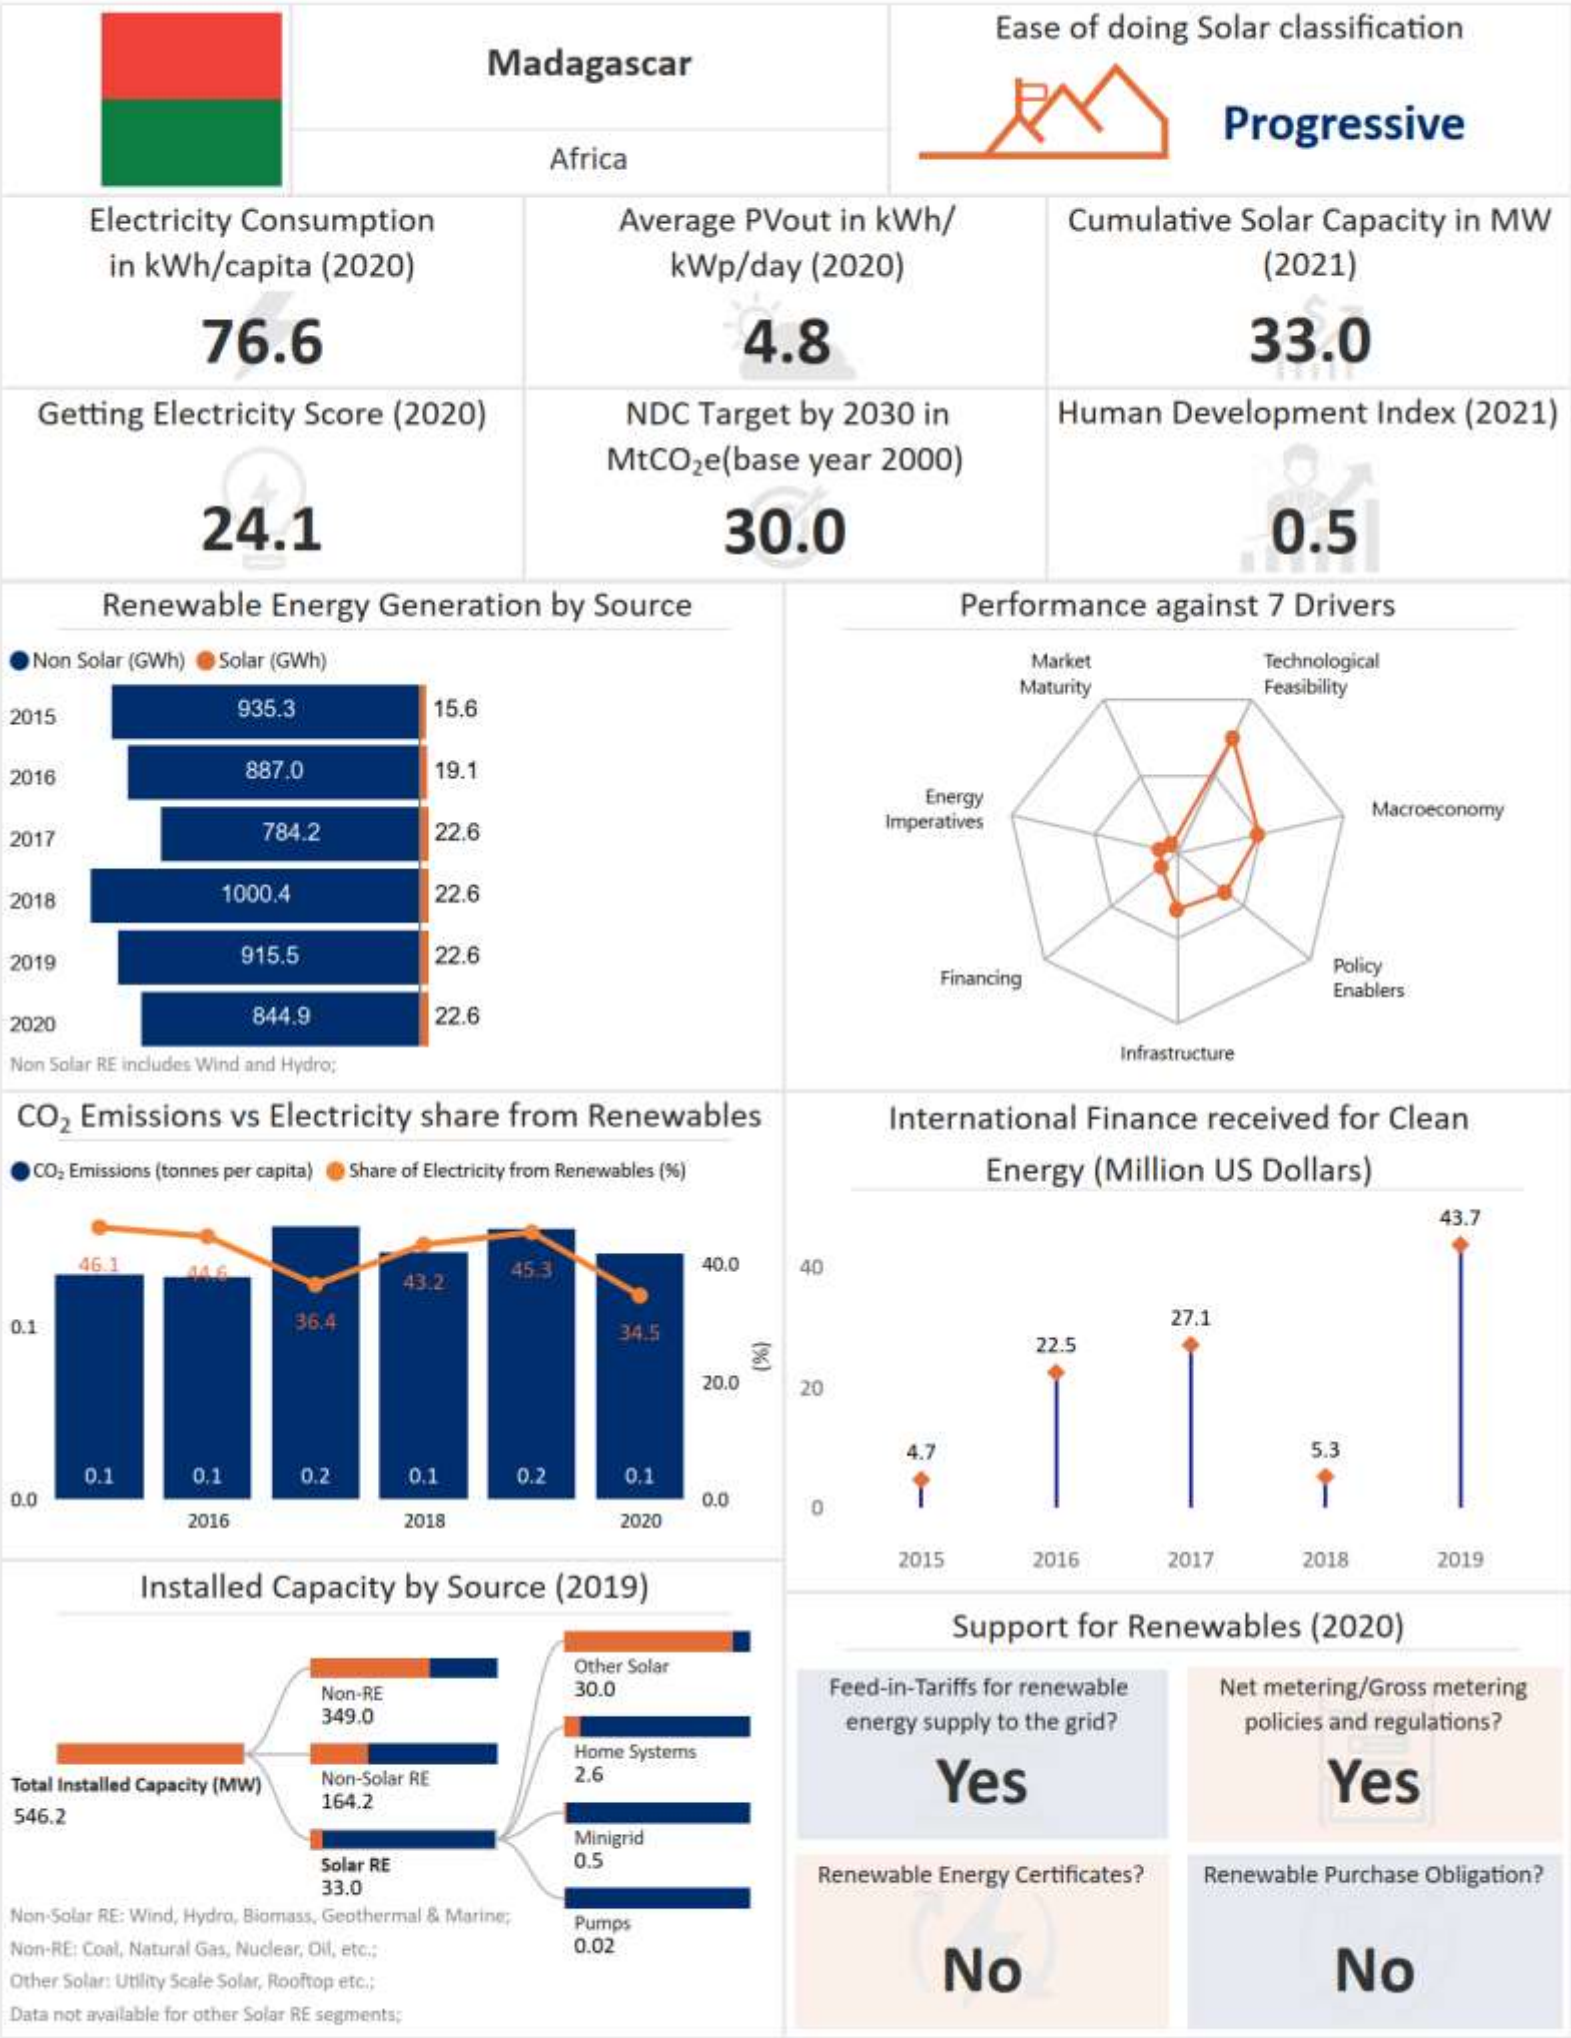 Madagascar
Africa
Ease of doing Solar classification
Progressive
Electricity Consumption
in kWh/capita (2020)
76.6
Average PVout in kWh/
kWp/day (2020)
4.8
Cumulative Solar Capacity in MW
(2021)
33.0
Getting Electricity Score (2020)
24.1
NDC Target by 2030 in
MtCO₂e(base year 2000)
30.0
Human Development Index (2021)
0.5
Renewable Energy Generation by Source
Non Solar (GWh) Solar (GWh)
2015 935.3 15.6
2016 887.0 19.1
2017 784.2 22.6
2018 1000.4 22.6
2019 915.5 22.6
2020 844.9 22.6
Non Solar RE includes Wind and Hydro;
Performance against 7 Drivers
Market
Maturity
Technological
Feasibility
Energy
Imperatives
Macroeconomy
Financing
Policy
Enablers
Infrastructure
CO₂ Emissions vs Electricity share from Renewables
CO₂ Emissions (tonnes per capita) Share of Electricity from Renewables (%)
46.1 44.6 36.4 43.2 45.3 34.5
40.0
0.1
20.0
(%)
0.1 0.1 0.2 0.1 0.2 0.1
0.0 0.0
2016 2018 2020
International Finance received for Clean
Energy (Million US Dollars)
43.7
40
27.1
22.5
20
4.7 5.3
0
2015 2016 2017 2018 2019
Installed Capacity by Source (2019)
Total Installed Capacity (MW)
546.2
Non-RE
349.0
Non-Solar RE
164.2
Solar RE
33.0
Other Solar
30.0
Home Systems
2.6
Minigrid
0.5
Pumps
0.02
Non-Solar RE: Wind, Hydro, Biomass, Geothermal & Marine;
Non-RE: Coal, Natural Gas, Nuclear, Oil, etc.;
Other Solar: Utility Scale Solar, Rooftop etc.;
Data not available for other Solar RE segments;
Support for Renewables (2020)
Feed-in-Tariffs for renewable
energy supply to the grid?
Yes
Net metering/Gross metering
policies and regulations?
Yes
Renewable Energy Certificates?
No
Renewable Purchase Obligation?
No